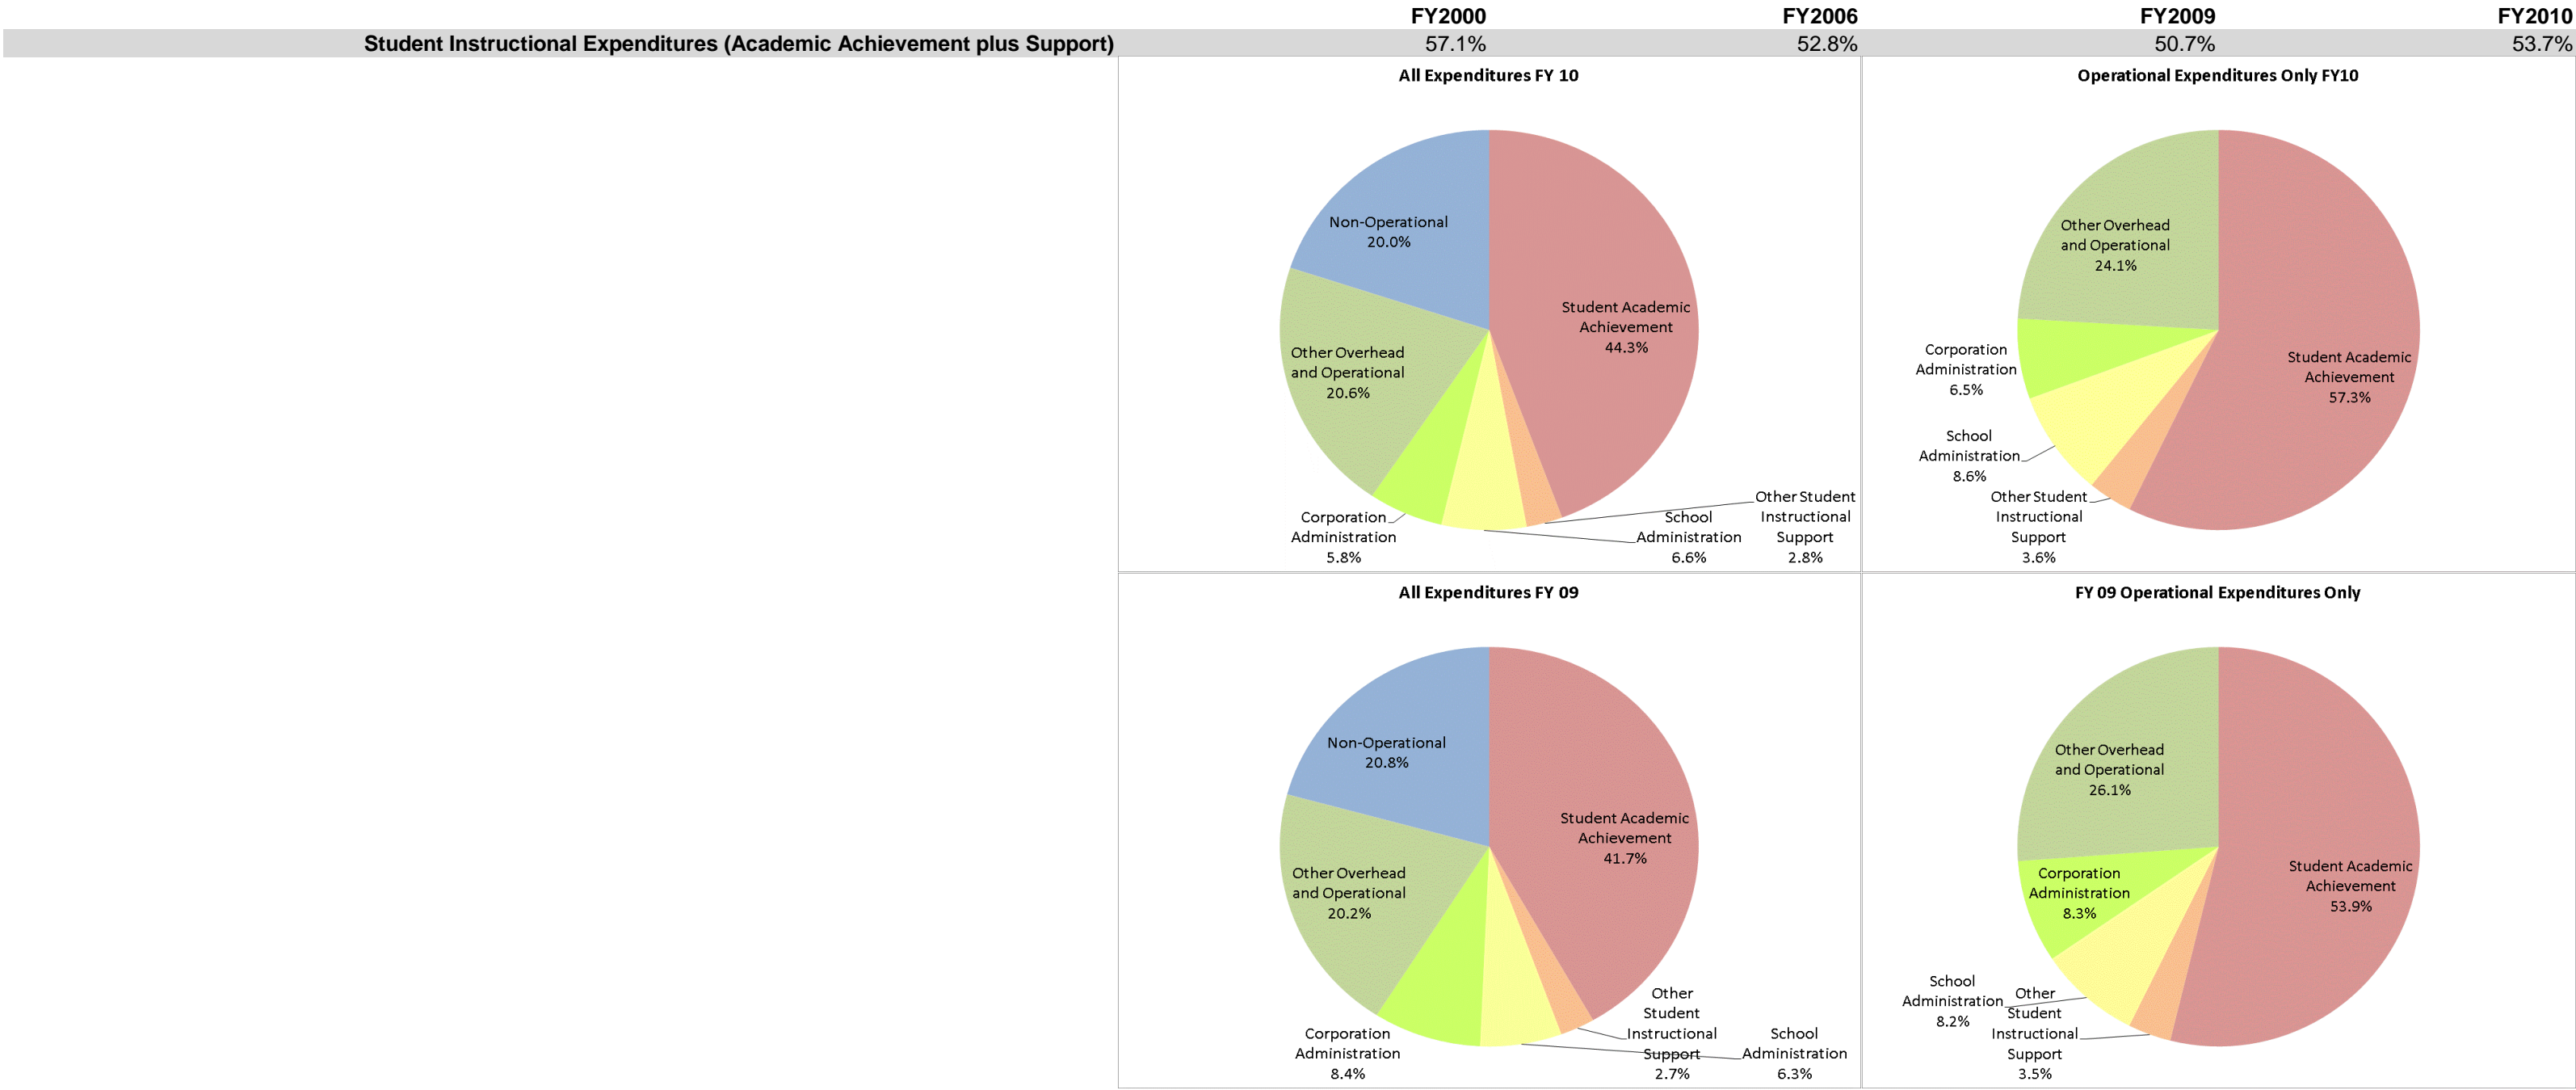 FY2000 FY2006 FY2009 FY2010
Student Instructional Expenditures (Academic Achievement plus Support) 57.1% 52.8% 50.7% 53.7%
All Expenditures FY 10
Non-Operational
20.0%
Student Academic
Achievement
44.3%
Other Overhead
and Operational
20.6%
Corporation
Administration
5.8%
School
Administration
6.6%
Other Student
Instructional
Support
2.8%
Operational Expenditures Only FY10
Other Overhead
and Operational
24.1%
Corporation
Administration
6.5%
Student Academic
Achievement
57.3%
School
Administration
8.6%
Other Student
Instructional
Support
3.6%
All Expenditures FY 09
Non-Operational
20.8%
Student Academic
Achievement
41.7%
Other Overhead
and Operational
20.2%
Corporation
Administration
8.4%
Other
Student
Instructional
Support
2.7%
School
Administration
6.3%
FY 09 Operational Expenditures Only
Other Overhead
and Operational
26.1%
Corporation
Administration
8.3%
Student Academic
Achievement
53.9%
School
Administration
8.2%
Other
Student
Instructional
Support
3.5%